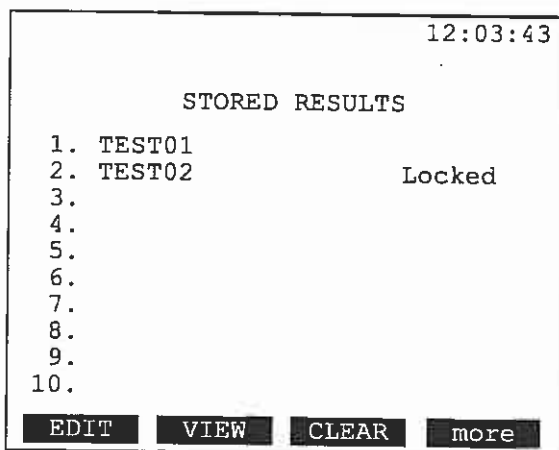 12:03:43
STORED RESULTS
1. TEST01
2. TEST02 Locked
3.
4.
5.
6.
7.
8.
9.
10.
EDIT VIEW CLEAR more